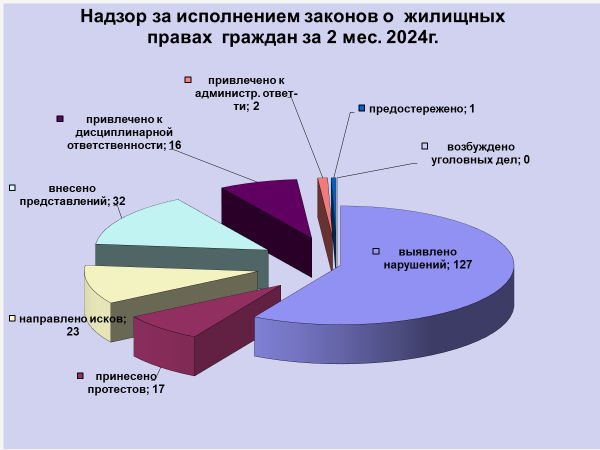 Надзор за исполнением законов о жилищных
правах граждан за 2 мес. 2024г.
привлечено к
администр. ответ-
ти; 2
предостережено; 1
привлечено к
дисциплинарной
ответственности; 16
возбуждено
уголовных дел; 0
внесено
представлений; 32
выявлено
нарушений; 127
направлено исков;
23
принесено
протестов; 17